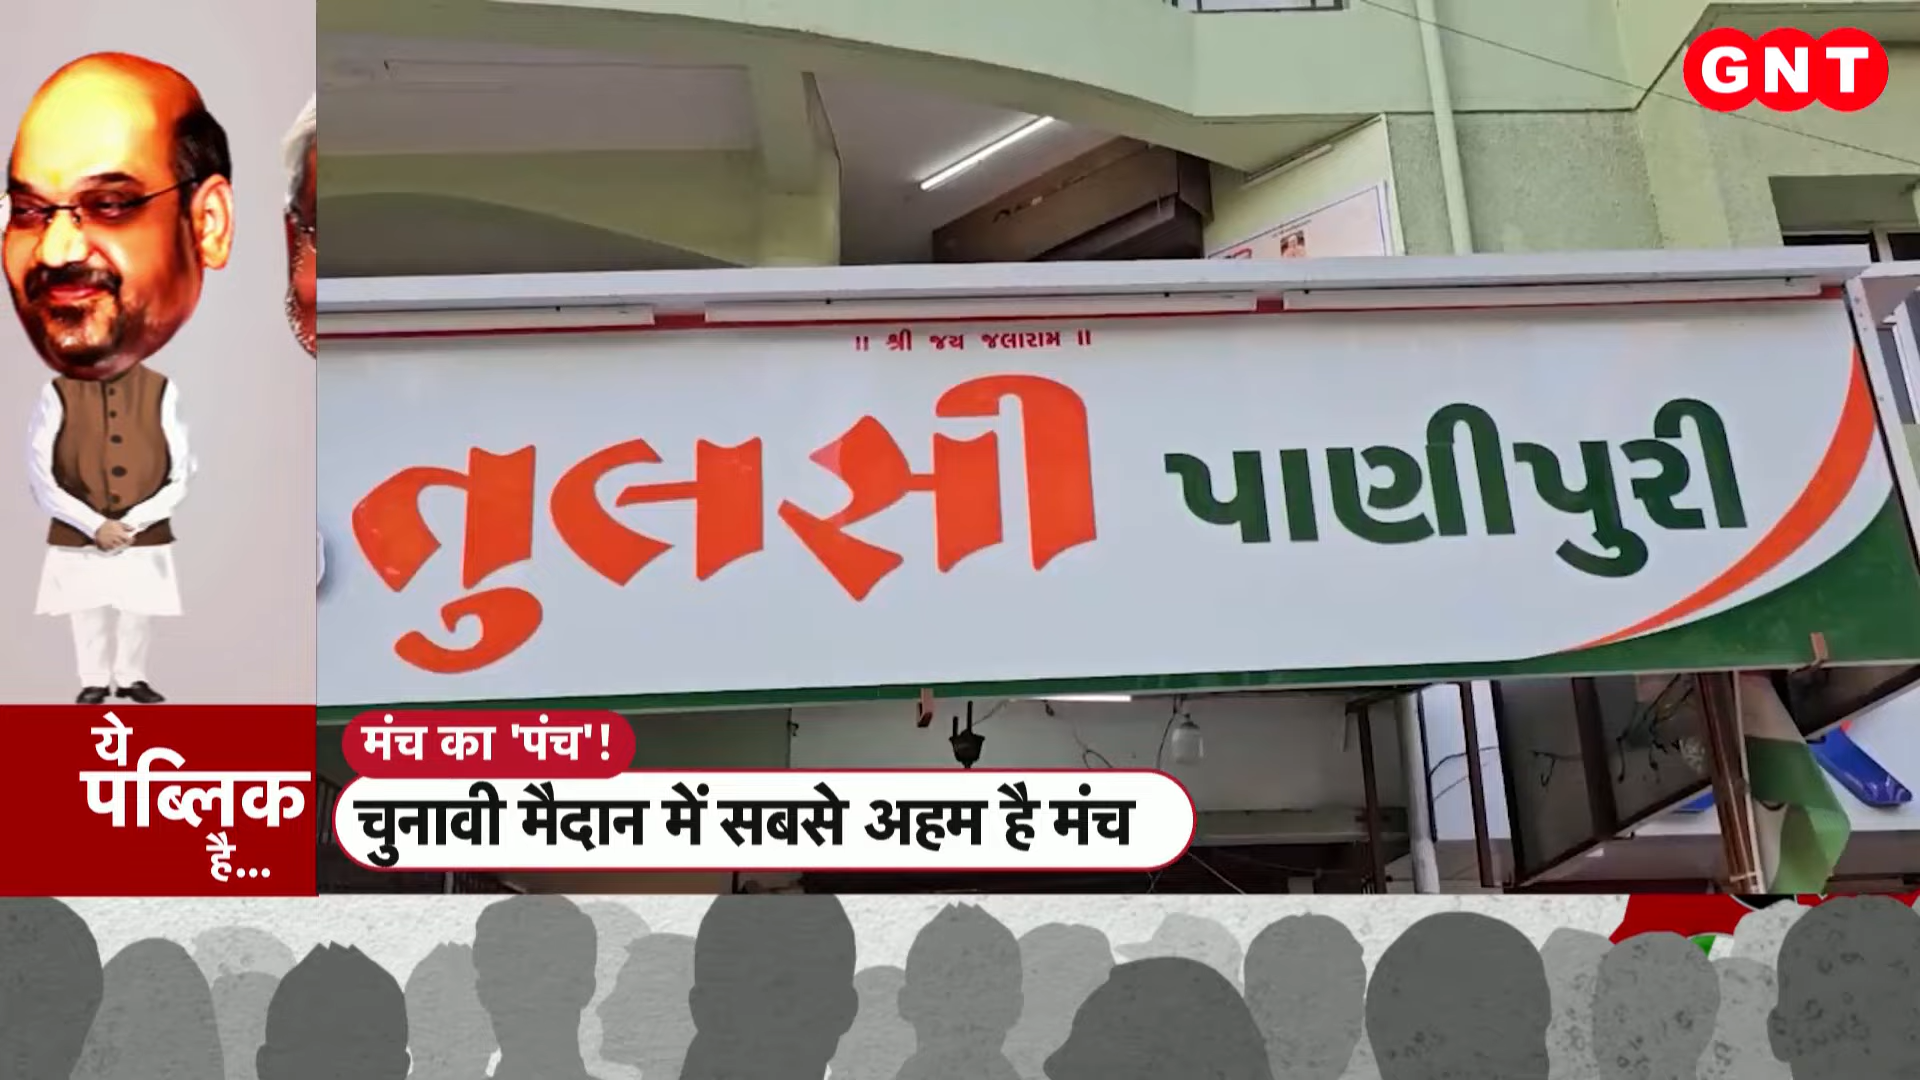 GNT
॥ શ્રી જય જલારામ ॥
તુલસી પાણીપુરી
ये
पब्लिक
है...
मंच का 'पंच'!
चुनावी मैदान में सबसे अहम है मंच